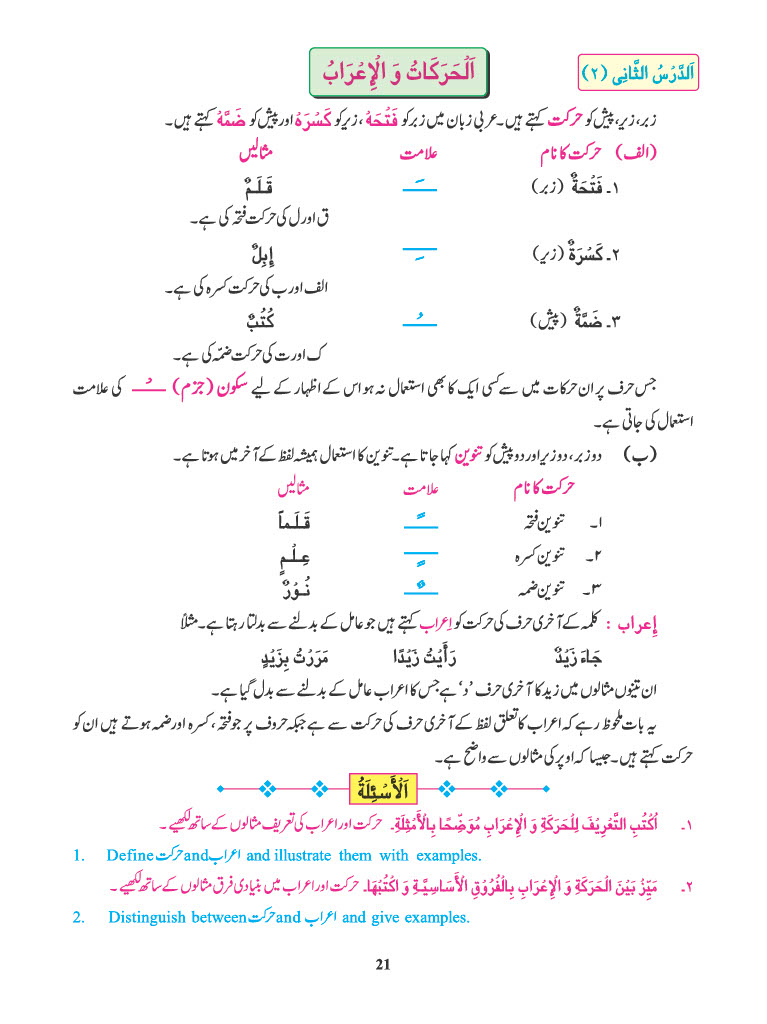 اَلدَّرْسُ الثَّانِی (۲)
اَلْحَرَكَاتُ وَ الْإِعْرَابُ
زبر، زیر، پیش کو حرکت کہتے ہیں۔ عربی زبان میں زبر کو فَتْحَهُ، زیر کو كَسْرَهُ اور پیش کو ضَمَّهُ کہتے ہیں۔
(الف) حرکت کا نام علامت مثالیں
۱۔ فَتْحَةٌ (زبر) ـَـ قَلَمٌ
ق اور ل کی حرکت فتحہ کی ہے۔
۲۔ كَسْرَةٌ (زیر) ـِـ إِبِلٌ
الف اور ب کی حرکت کسرہ کی ہے۔
۳۔ ضَمَّةٌ (پیش) ـُـ كُتُبٌ
ک اور ت کی حرکت ضمّہ کی ہے۔
جس حرف پر ان حرکات میں سے کسی ایک کا بھی استعمال نہ ہو اس کے اظہار کے لیے سکون (جزم) ـْـ کی علامت
استعمال کی جاتی ہے۔
(ب) دو زبر، دو زیر اور دو پیش کو تنوین کہا جاتا ہے۔ تنوین کا استعمال ہمیشہ لفظ کے آخر میں ہوتا ہے۔
حرکت کا نام علامت مثالیں
۱۔ تنوین فتحہ ـًـ قَلَماً
۲۔ تنوین کسرہ ـٍـ عِلْمٍ
۳۔ تنوین ضمہ ـٌـ نُوْرٌ
إعراب : کلمہ کے آخری حرف کی حرکت کو إعراب کہتے ہیں جو عامل کے بدلنے سے بدلتا رہتا ہے۔ مثلاً
جَاءَ زَيْدٌ رَأَيْتُ زَيْدًا مَرَرْتُ بِزَيْدٍ
ان تینوں مثالوں میں زید کا آخری حرف ’د‘ ہے جس کا اعراب عامل کے بدلنے سے بدل گیا ہے۔
یہ بات ملحوظ رہے کہ اعراب کا تعلق لفظ کے آخری حرف کی حرکت سے ہے جبکہ حروف پر جو فتحہ، کسرہ اور ضمہ ہوتے ہیں ان کو
حرکت کہتے ہیں۔ جیسا کہ اوپر کی مثالوں سے واضح ہے۔
اَلْأَسْئِلَةُ
۱۔ اُكْتُبِ التَّعْرِيْفَ لِلْحَرَكَةِ وَ الْإِعْرَابِ مُوَضِّحًا بِالْأَمْثِلَةِ۔ حرکت اور اعراب کی تعریف مثالوں کے ساتھ لکھیے۔
1. Define حرکت and اعراب and illustrate them with examples.
۲۔ مَيِّزْ بَيْنَ الْحَرَكَةِ وَ الْإِعْرَابِ بِالْفُرُوْقِ الْأَسَاسِيَّةِ وَ اكْتُبْهَا۔ حرکت اور اعراب میں بنیادی فرق مثالوں کے ساتھ لکھیے۔
2. Distinguish between حرکت and اعراب and give examples.
21